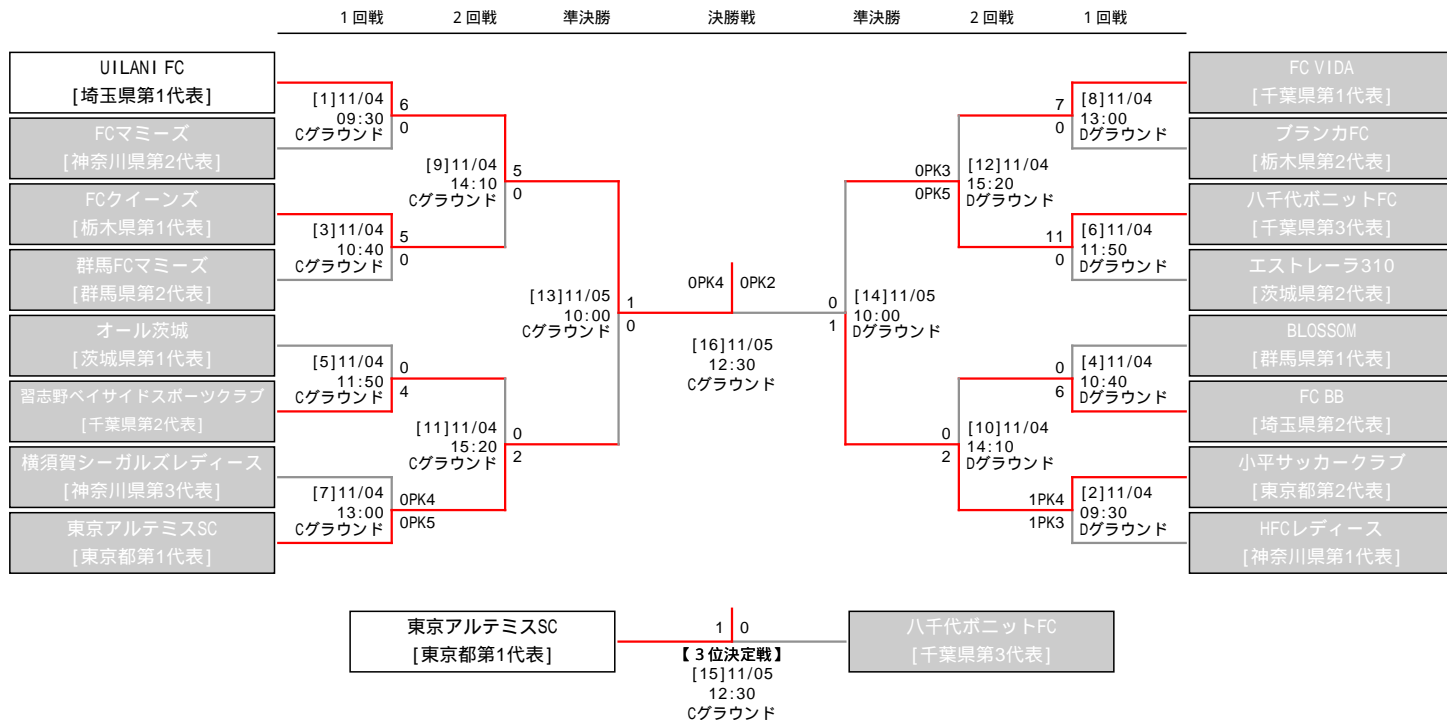 1回戦 2回戦 準決勝 決勝戦 準決勝 2回戦 1回戦
UILANI FC
[埼玉県第1代表]
FCマミーズ
[神奈川県第2代表]
[1]11/04
09:30
Cグラウンド
6
0
FCクイーンズ
[栃木県第1代表]
群馬FCマミーズ
[群馬県第2代表]
[3]11/04
10:40
Cグラウンド
5
0
[9]11/04
14:10
Cグラウンド
5
0
オール茨城
[茨城県第1代表]
習志野ベイサイドスポーツクラブ
[千葉県第2代表]
[5]11/04
11:50
Cグラウンド
0
4
横須賀シーガルズレディース
[神奈川県第3代表]
東京アルテミスSC
[東京都第1代表]
[7]11/04
13:00
Cグラウンド
0PK4
0PK5
[11]11/04
15:20
Cグラウンド
0
2
[13]11/05
10:00
Cグラウンド
1
0
0PK4 0PK2
[16]11/05
12:30
Cグラウンド
FC VIDA
[千葉県第1代表]
ブランカFC
[栃木県第2代表]
[8]11/04
13:00
Dグラウンド
7
0
八千代ボニットFC
[千葉県第3代表]
エストレーラ310
[茨城県第2代表]
[6]11/04
11:50
Dグラウンド
11
0
[12]11/04
15:20
Dグラウンド
0PK3
0PK5
BLOSSOM
[群馬県第1代表]
FC BB
[埼玉県第2代表]
[4]11/04
10:40
Dグラウンド
0
6
小平サッカークラブ
[東京都第2代表]
HFCレディース
[神奈川県第1代表]
[2]11/04
09:30
Dグラウンド
1PK4
1PK3
[10]11/04
14:10
Dグラウンド
0
2
[14]11/05
10:00
Dグラウンド
0
1
東京アルテミスSC
[東京都第1代表]
1 0
【3位決定戦】
[15]11/05
12:30
Cグラウンド
八千代ボニットFC
[千葉県第3代表]